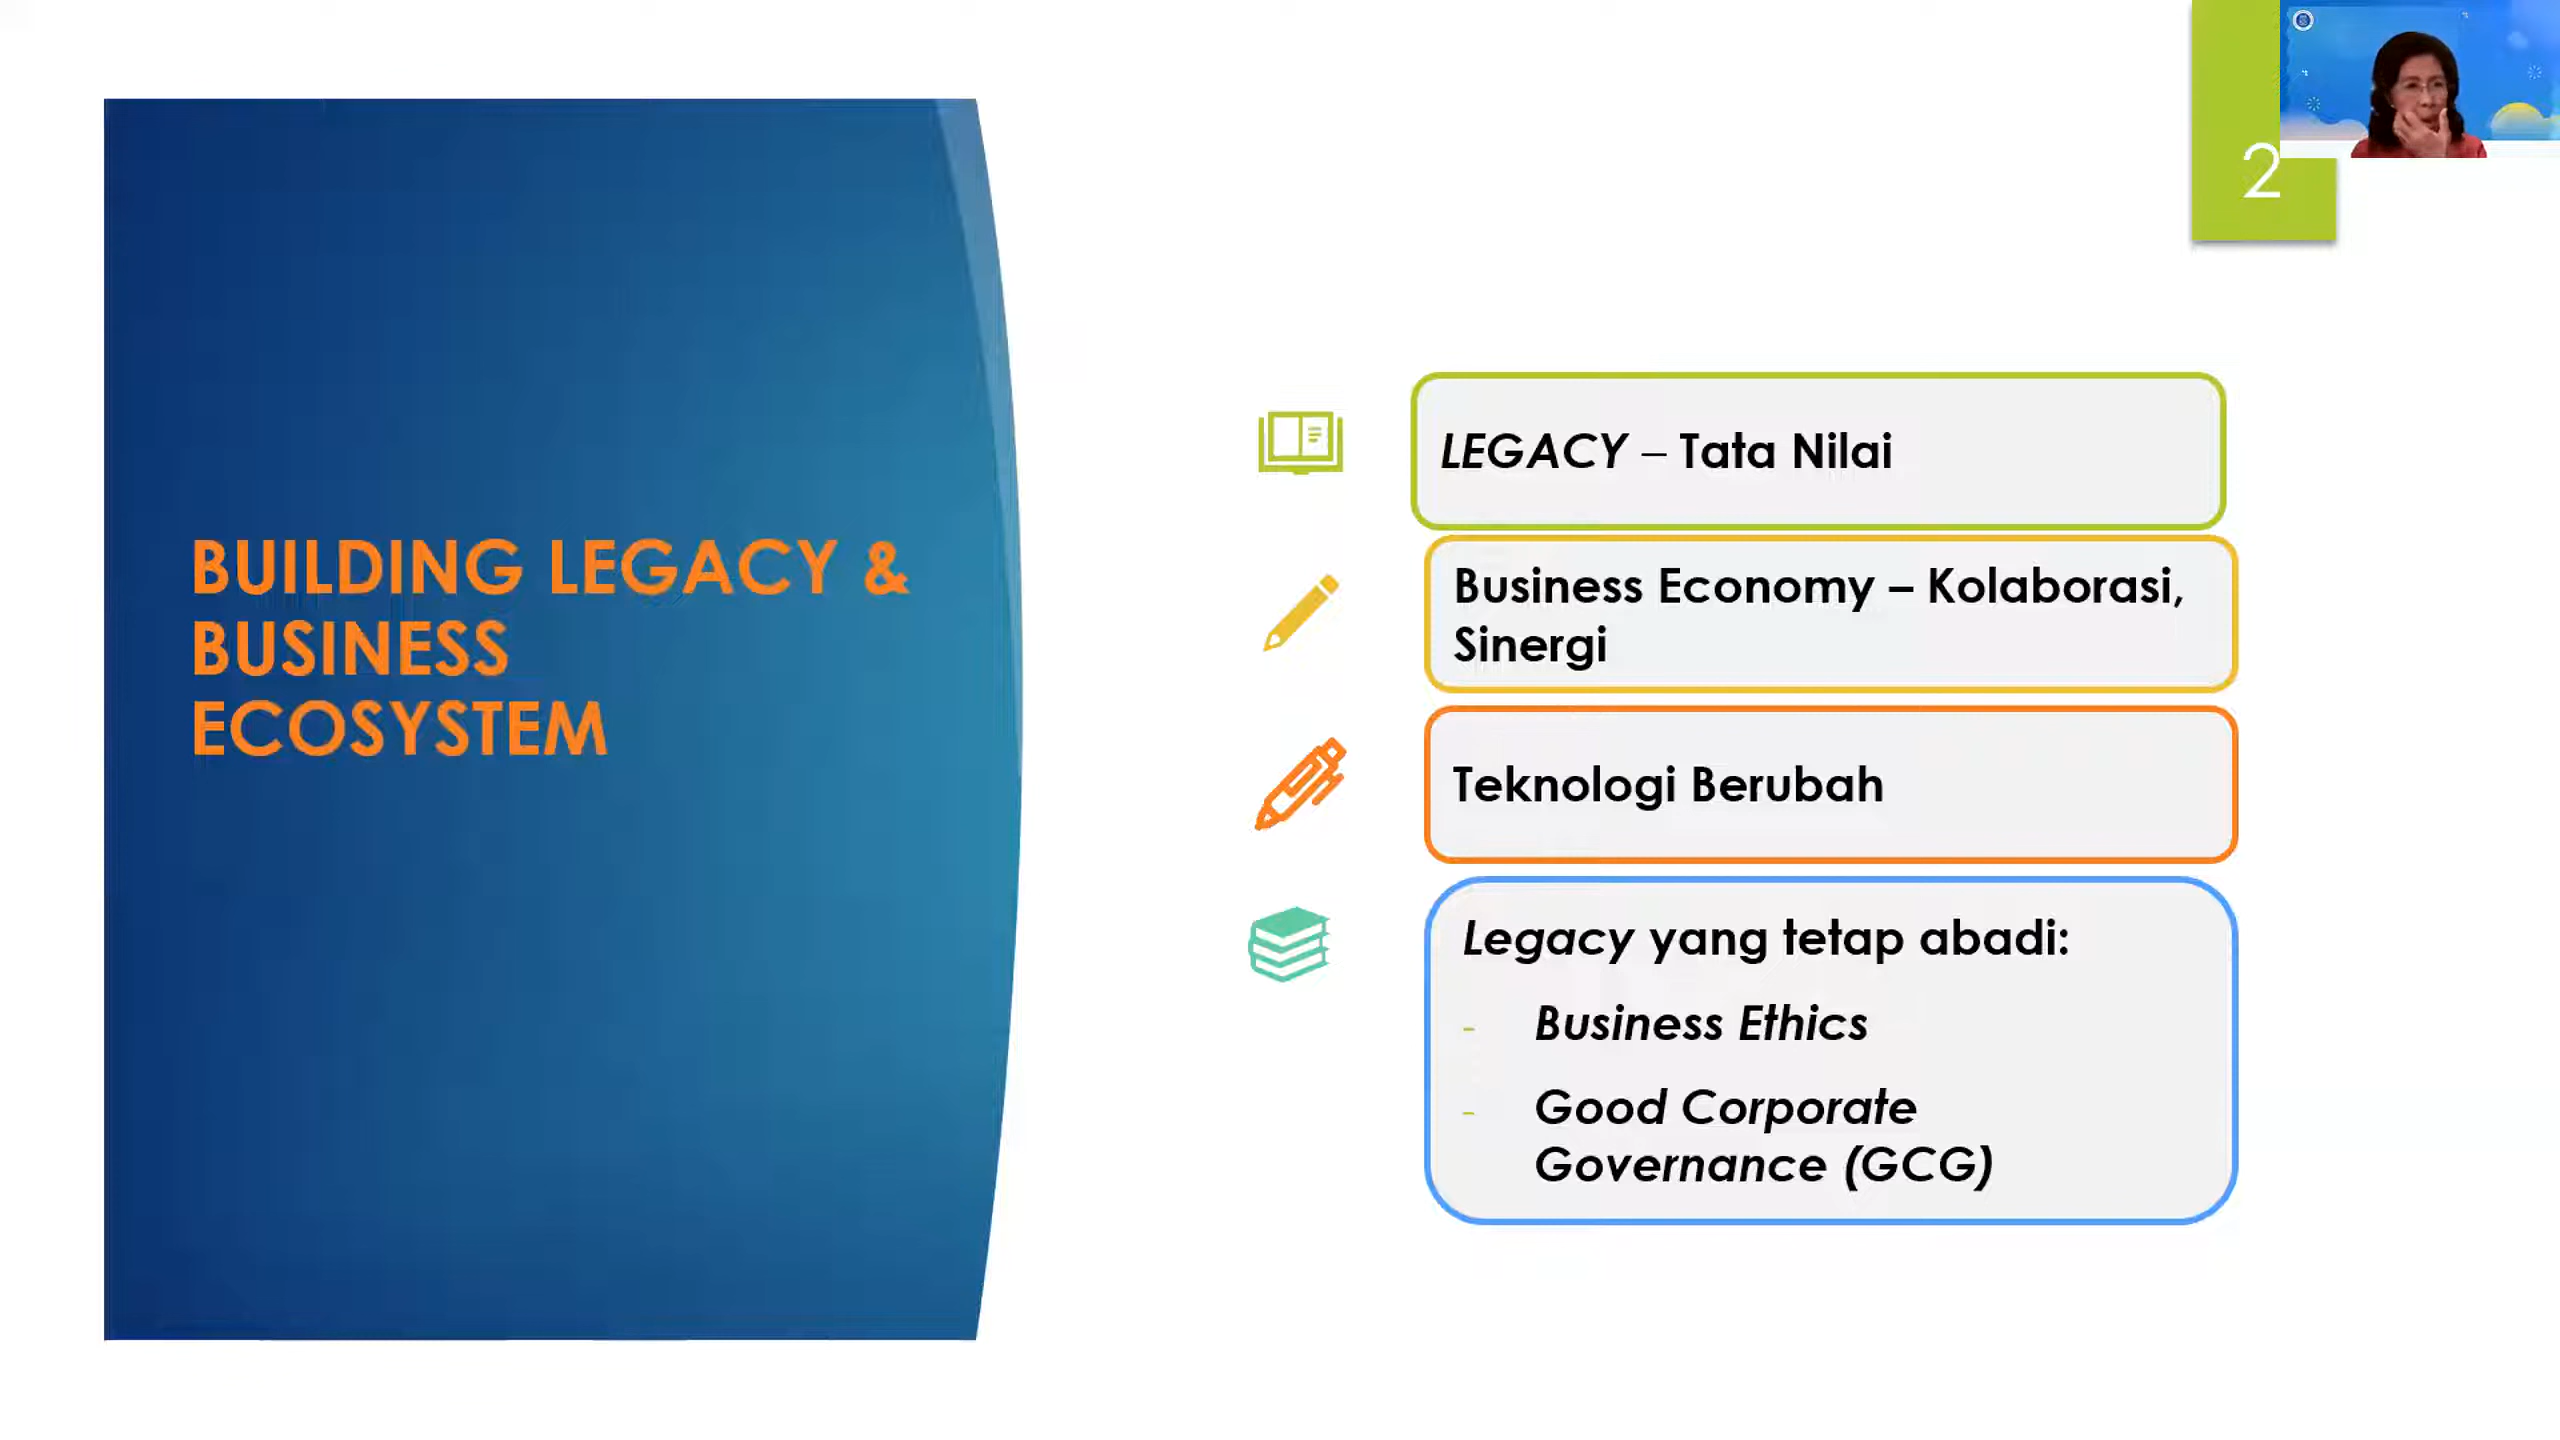 2
BUILDING LEGACY &
BUSINESS
ECOSYSTEM
LEGACY – Tata Nilai
Business Economy – Kolaborasi,
Sinergi
Teknologi Berubah
Legacy yang tetap abadi:
- Business Ethics
- Good Corporate
Governance (GCG)